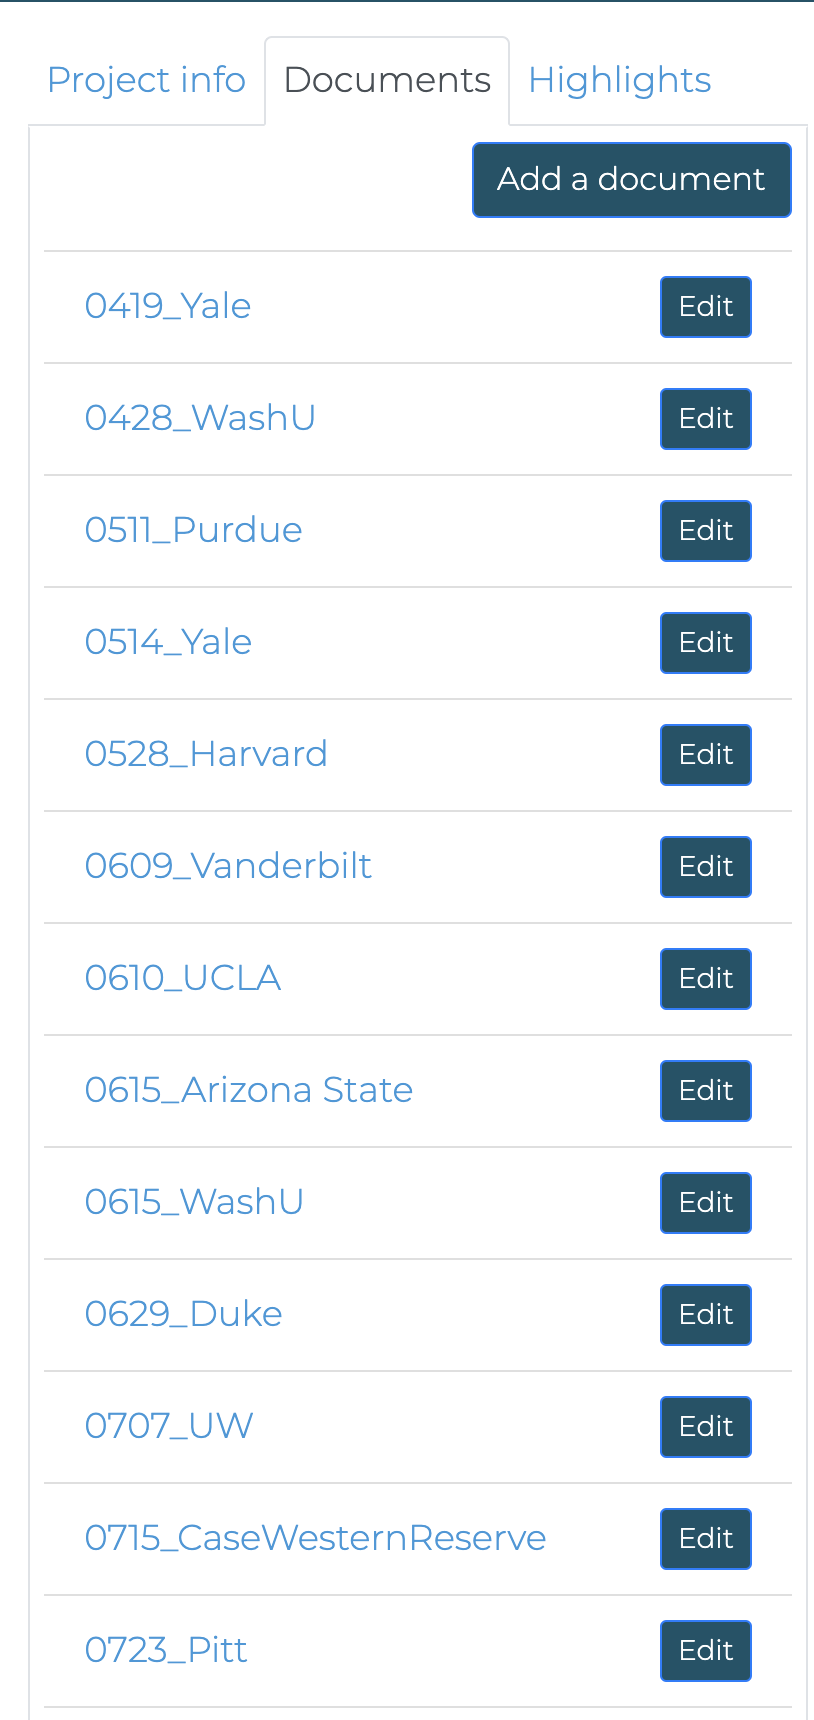 Project info Documents Highlights
Add a document
0419_Yale Edit
0428_WashU Edit
0511_Purdue Edit
0514_Yale Edit
0528_Harvard Edit
0609_Vanderbilt Edit
0610_UCLA Edit
0615_Arizona State Edit
0615_WashU Edit
0629_Duke Edit
0707_UW Edit
0715_CaseWesternReserve Edit
0723_Pitt Edit